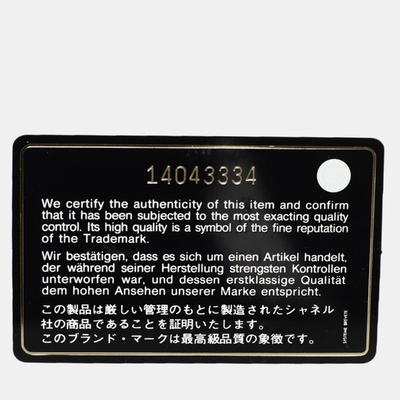 14043334
We certify the authenticity of this item and confirm
that it has been subjected to the most exacting quality
control. Its high quality is a symbol of the fine reputation
of the Trademark.
Wir bestätigen, dass es sich um einen Artikel handelt,
der während seiner Herstellung strengsten Kontrollen
unterworfen war, und dessen erstklassige Qualität
dem hohen Ansehen unserer Marke entspricht.
この製品は厳しい管理のもとに製造されたシャネル
社の商品であることを証明いたします。
このブランド・マークは最高級品質の象徴です。
SYSTEME BREVETE